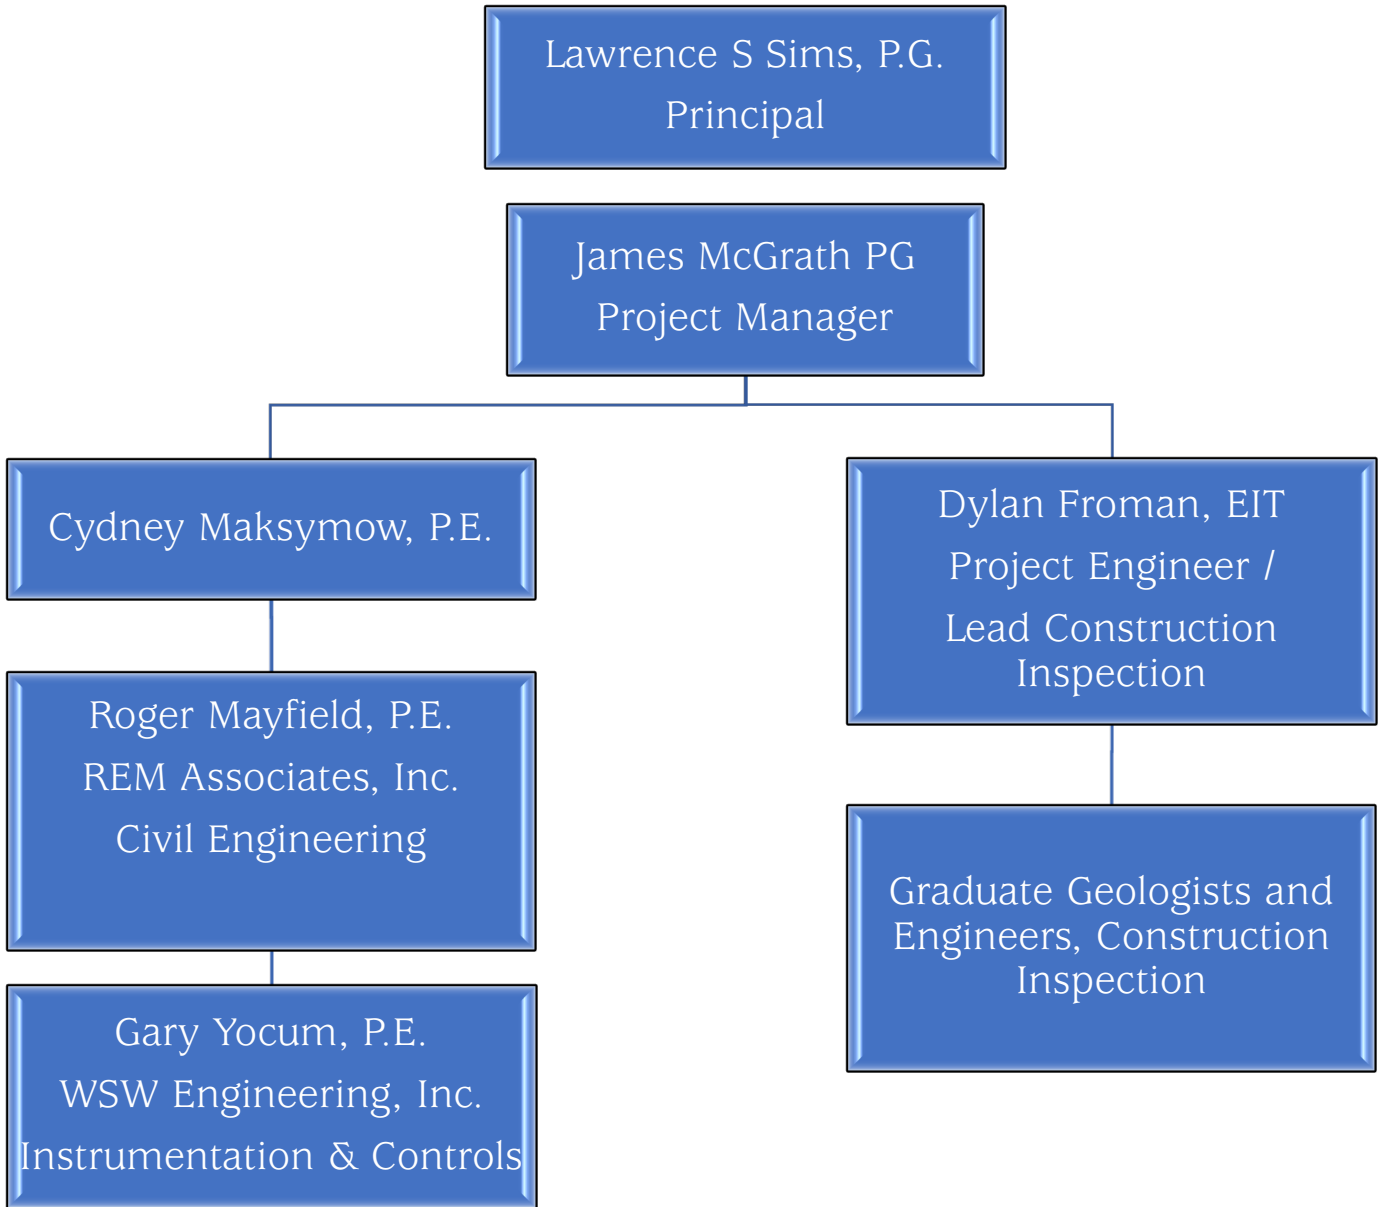 Lawrence S Sims, P.G.
Principal
James McGrath PG
Project Manager
Cydney Maksymow, P.E.
Roger Mayfield, P.E.
REM Associates, Inc.
Civil Engineering
Gary Yocum, P.E.
WSW Engineering, Inc.
Instrumentation & Controls
Dylan Froman, EIT
Project Engineer /
Lead Construction
Inspection
Graduate Geologists and
Engineers, Construction
Inspection